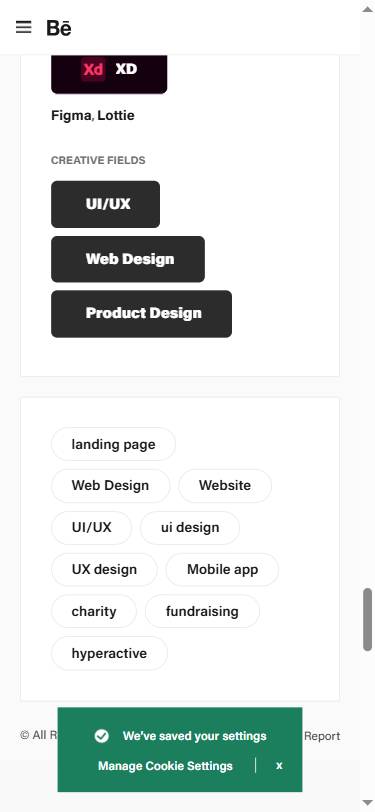 Bē
Xd XD
Figma, Lottie
CREATIVE FIELDS
UI/UX
Web Design
Product Design
landing page
Web Design Website
UI/UX ui design
UX design Mobile app
charity fundraising
hyperactive
© All R Report
We've saved your settings
Manage Cookie Settings x